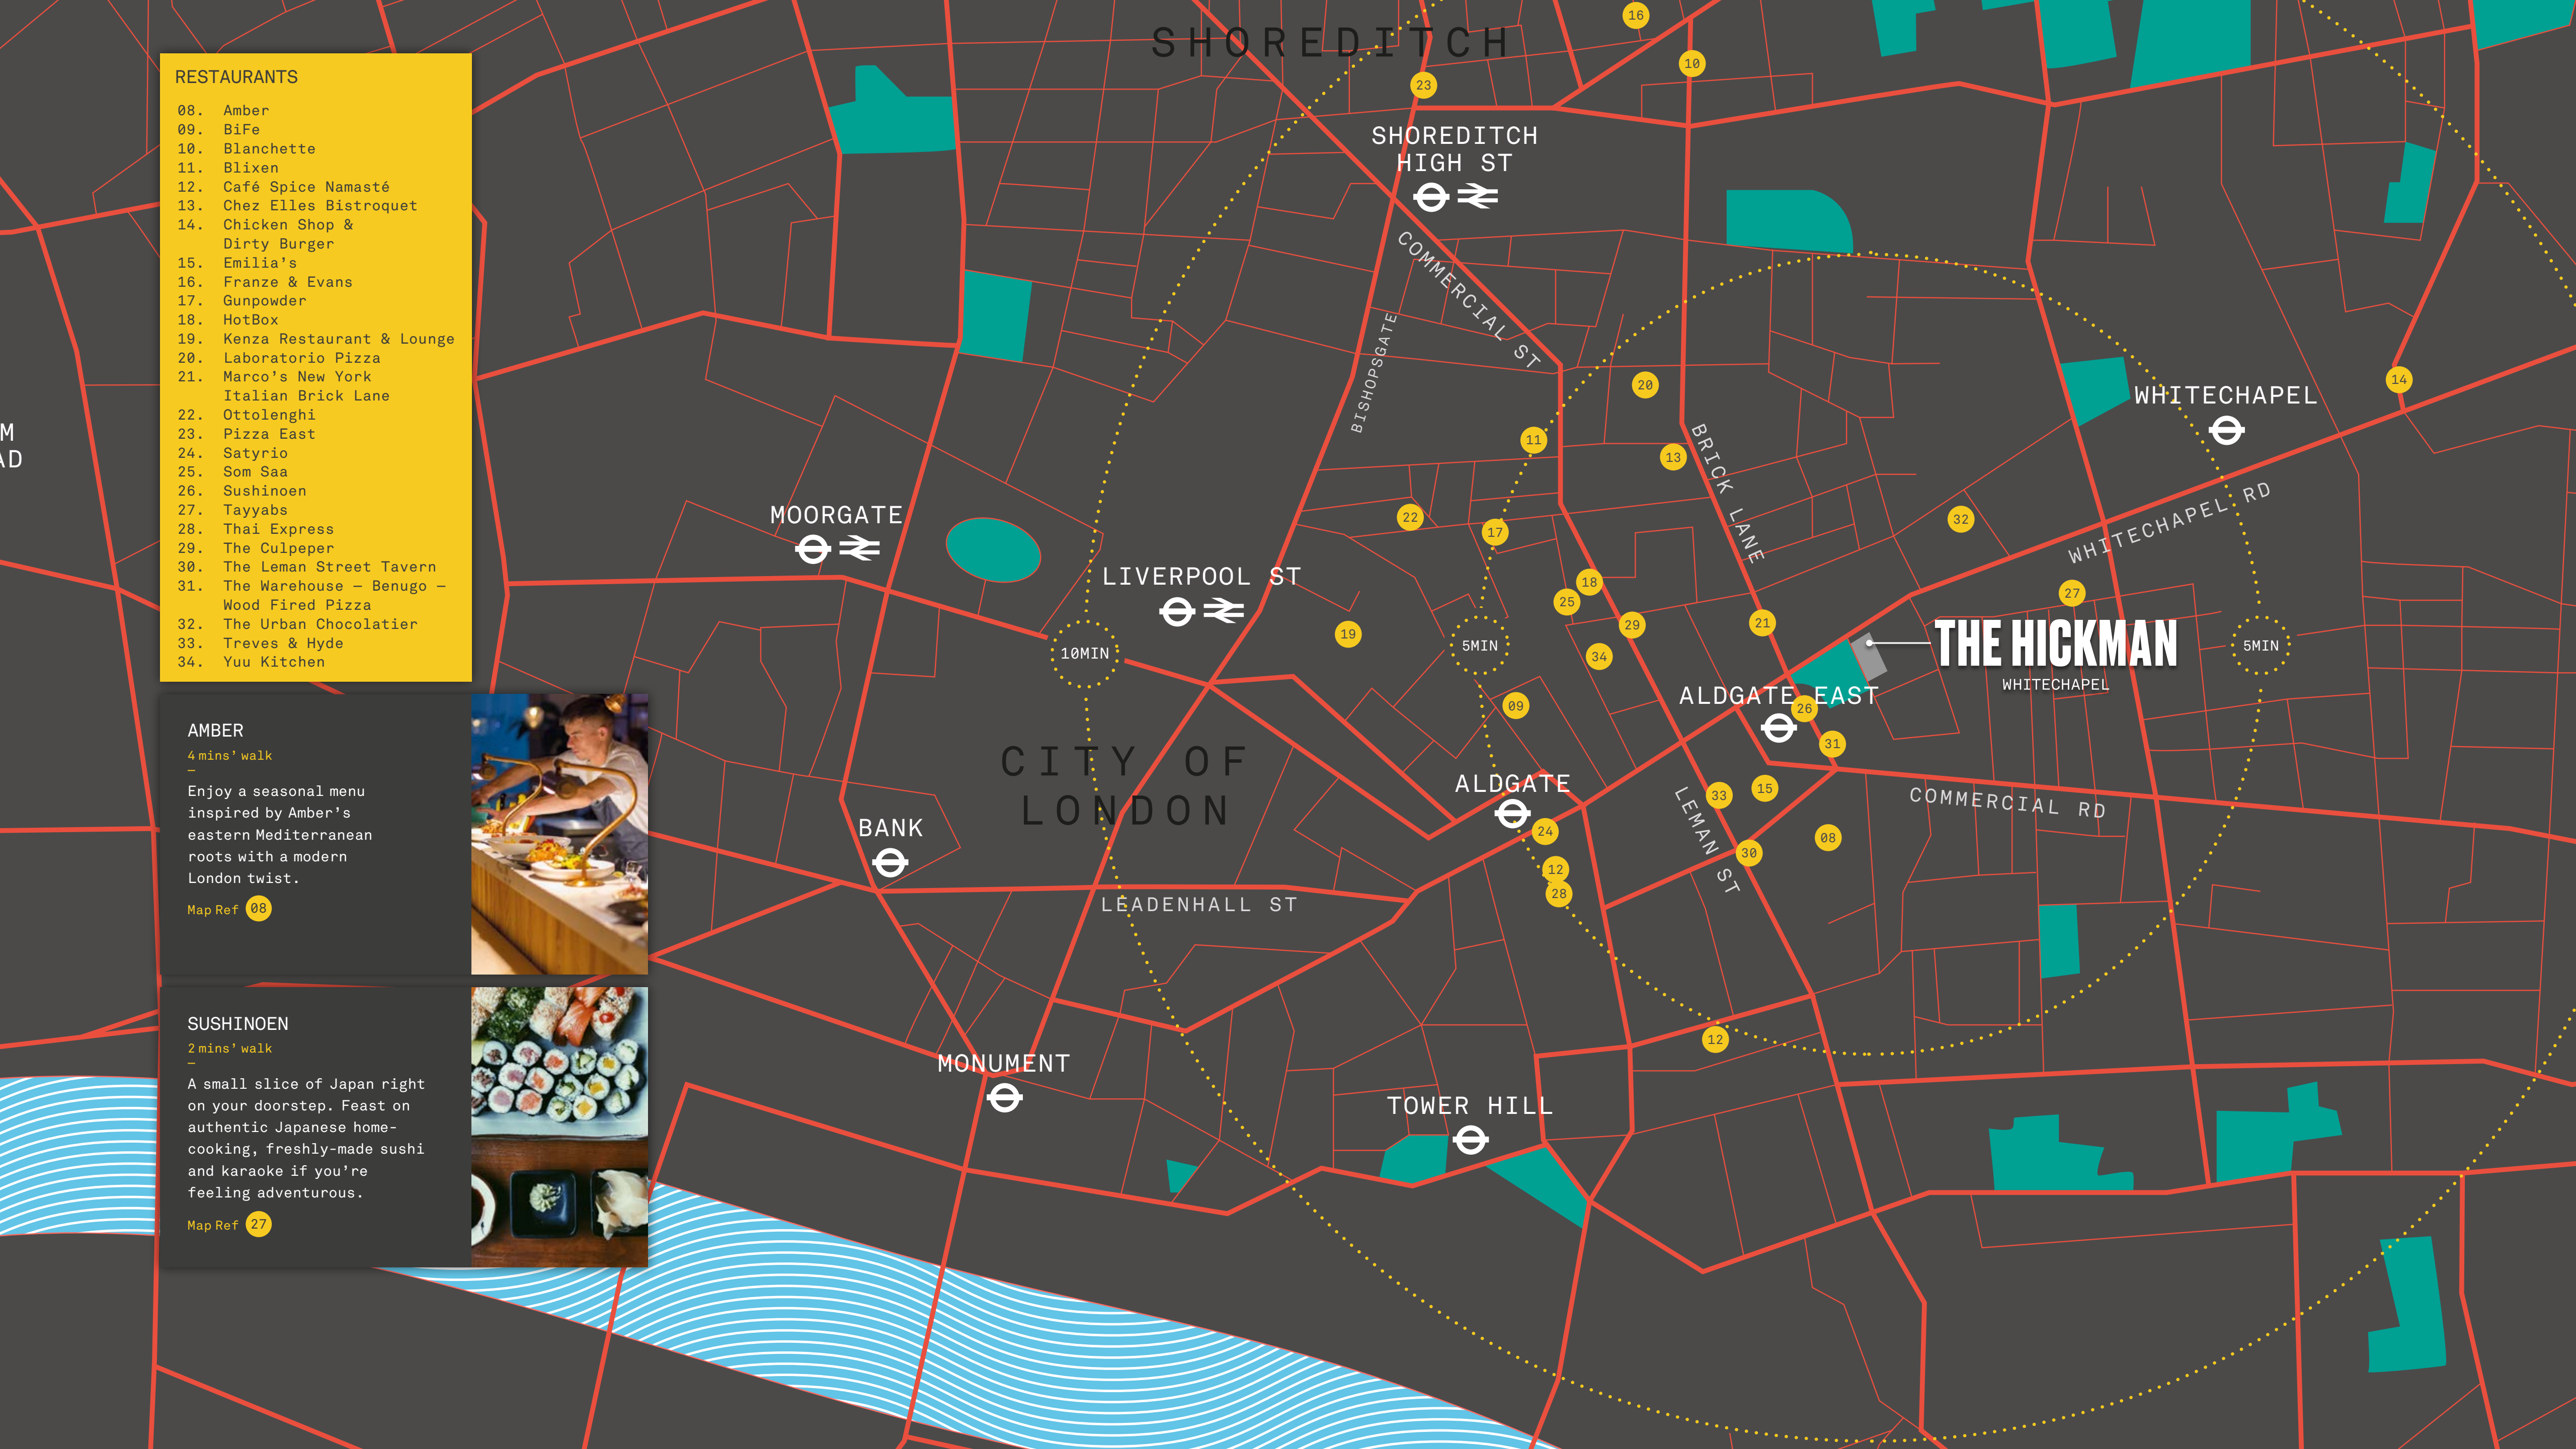 RESTAURANTS
08. Amber
09. BiFe
10. Blanchette
11. Blixen
12. Café Spice Namasté
13. Chez Elles Bistroquet
14. Chicken Shop &
Dirty Burger
15. Emilia’s
16. Franze & Evans
17. Gunpowder
18. HotBox
19. Kenza Restaurant & Lounge
20. Laboratorio Pizza
21. Marco’s New York
Italian Brick Lane
22. Ottolenghi
23. Pizza East
24. Satyrio
25. Som Saa
26. Sushinoen
27. Tayyabs
28. Thai Express
29. The Culpeper
30. The Leman Street Tavern
31. The Warehouse – Benugo –
Wood Fired Pizza
32. The Urban Chocolatier
33. Treves & Hyde
34. Yuu Kitchen
AMBER
4 mins’ walk
–
Enjoy a seasonal menu
inspired by Amber’s
eastern Mediterranean
roots with a modern
London twist.
Map Ref 08
SUSHINOEN
2 mins’ walk
–
A small slice of Japan right
on your doorstep. Feast on
authentic Japanese home-
cooking, freshly-made sushi
and karaoke if you’re
feeling adventurous.
Map Ref 27
M
AD
SHOREDITCH
16
10
23
SHOREDITCH
HIGH ST
COMMERCIAL ST
BISHOPSGATE
20
14
WHITECHAPEL
11
13
BRICK LANE
MOORGATE
22
17
32
WHITECHAPEL RD
LIVERPOOL ST
18
25
27
19
29
21
10MIN
5MIN
34
THE HICKMAN
WHITECHAPEL
5MIN
09
ALDGATE EAST
26
31
CITY OF
LONDON
ALDGATE
33
15
COMMERCIAL RD
BANK
24
LEMAN ST
30
08
12
28
LEADENHALL ST
12
MONUMENT
TOWER HILL